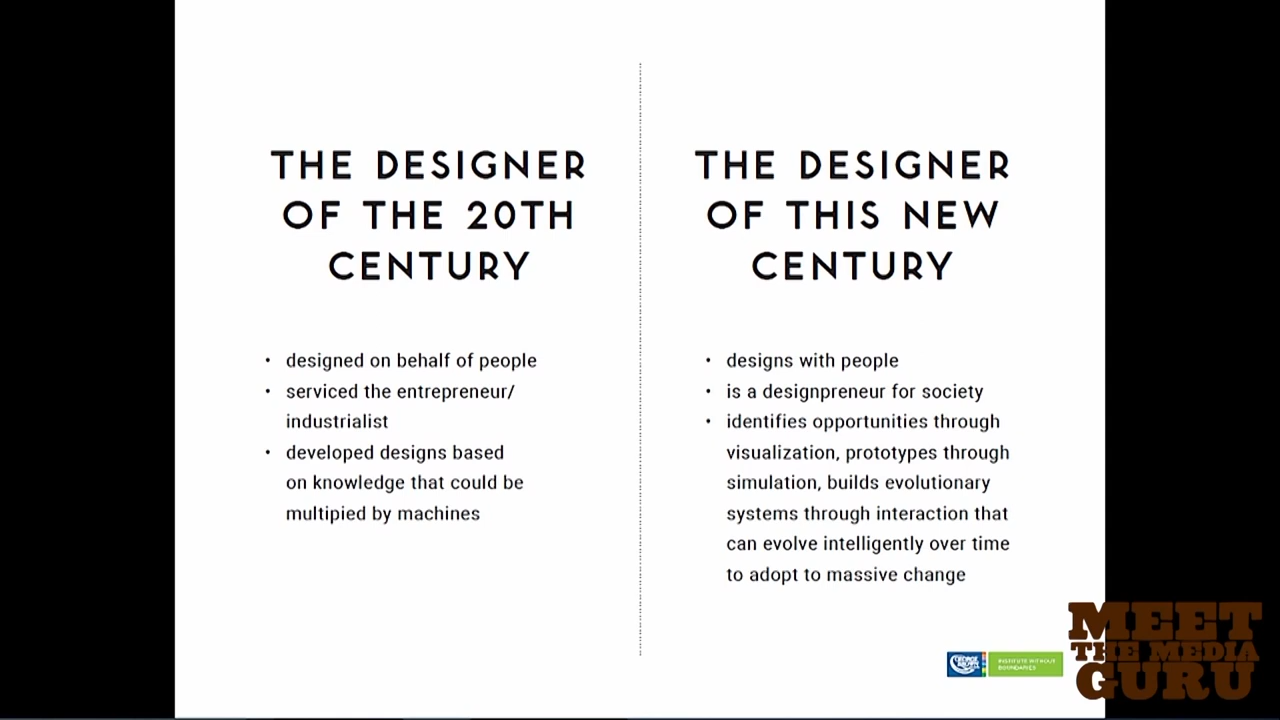 THE DESIGNER
OF THE 20TH
CENTURY
• designed on behalf of people
• serviced the entrepreneur/
industrialist
• developed designs based
on knowledge that could be
multipied by machines
THE DESIGNER
OF THIS NEW
CENTURY
• designs with people
• is a designpreneur for society
• identifies opportunities through
visualization, prototypes through
simulation, builds evolutionary
systems through interaction that
can evolve intelligently over time
to adopt to massive change
GEORGE
BROWN
INSTITUTE WITHOUT
BOUNDARIES
MEET
THE MEDIA
GURU